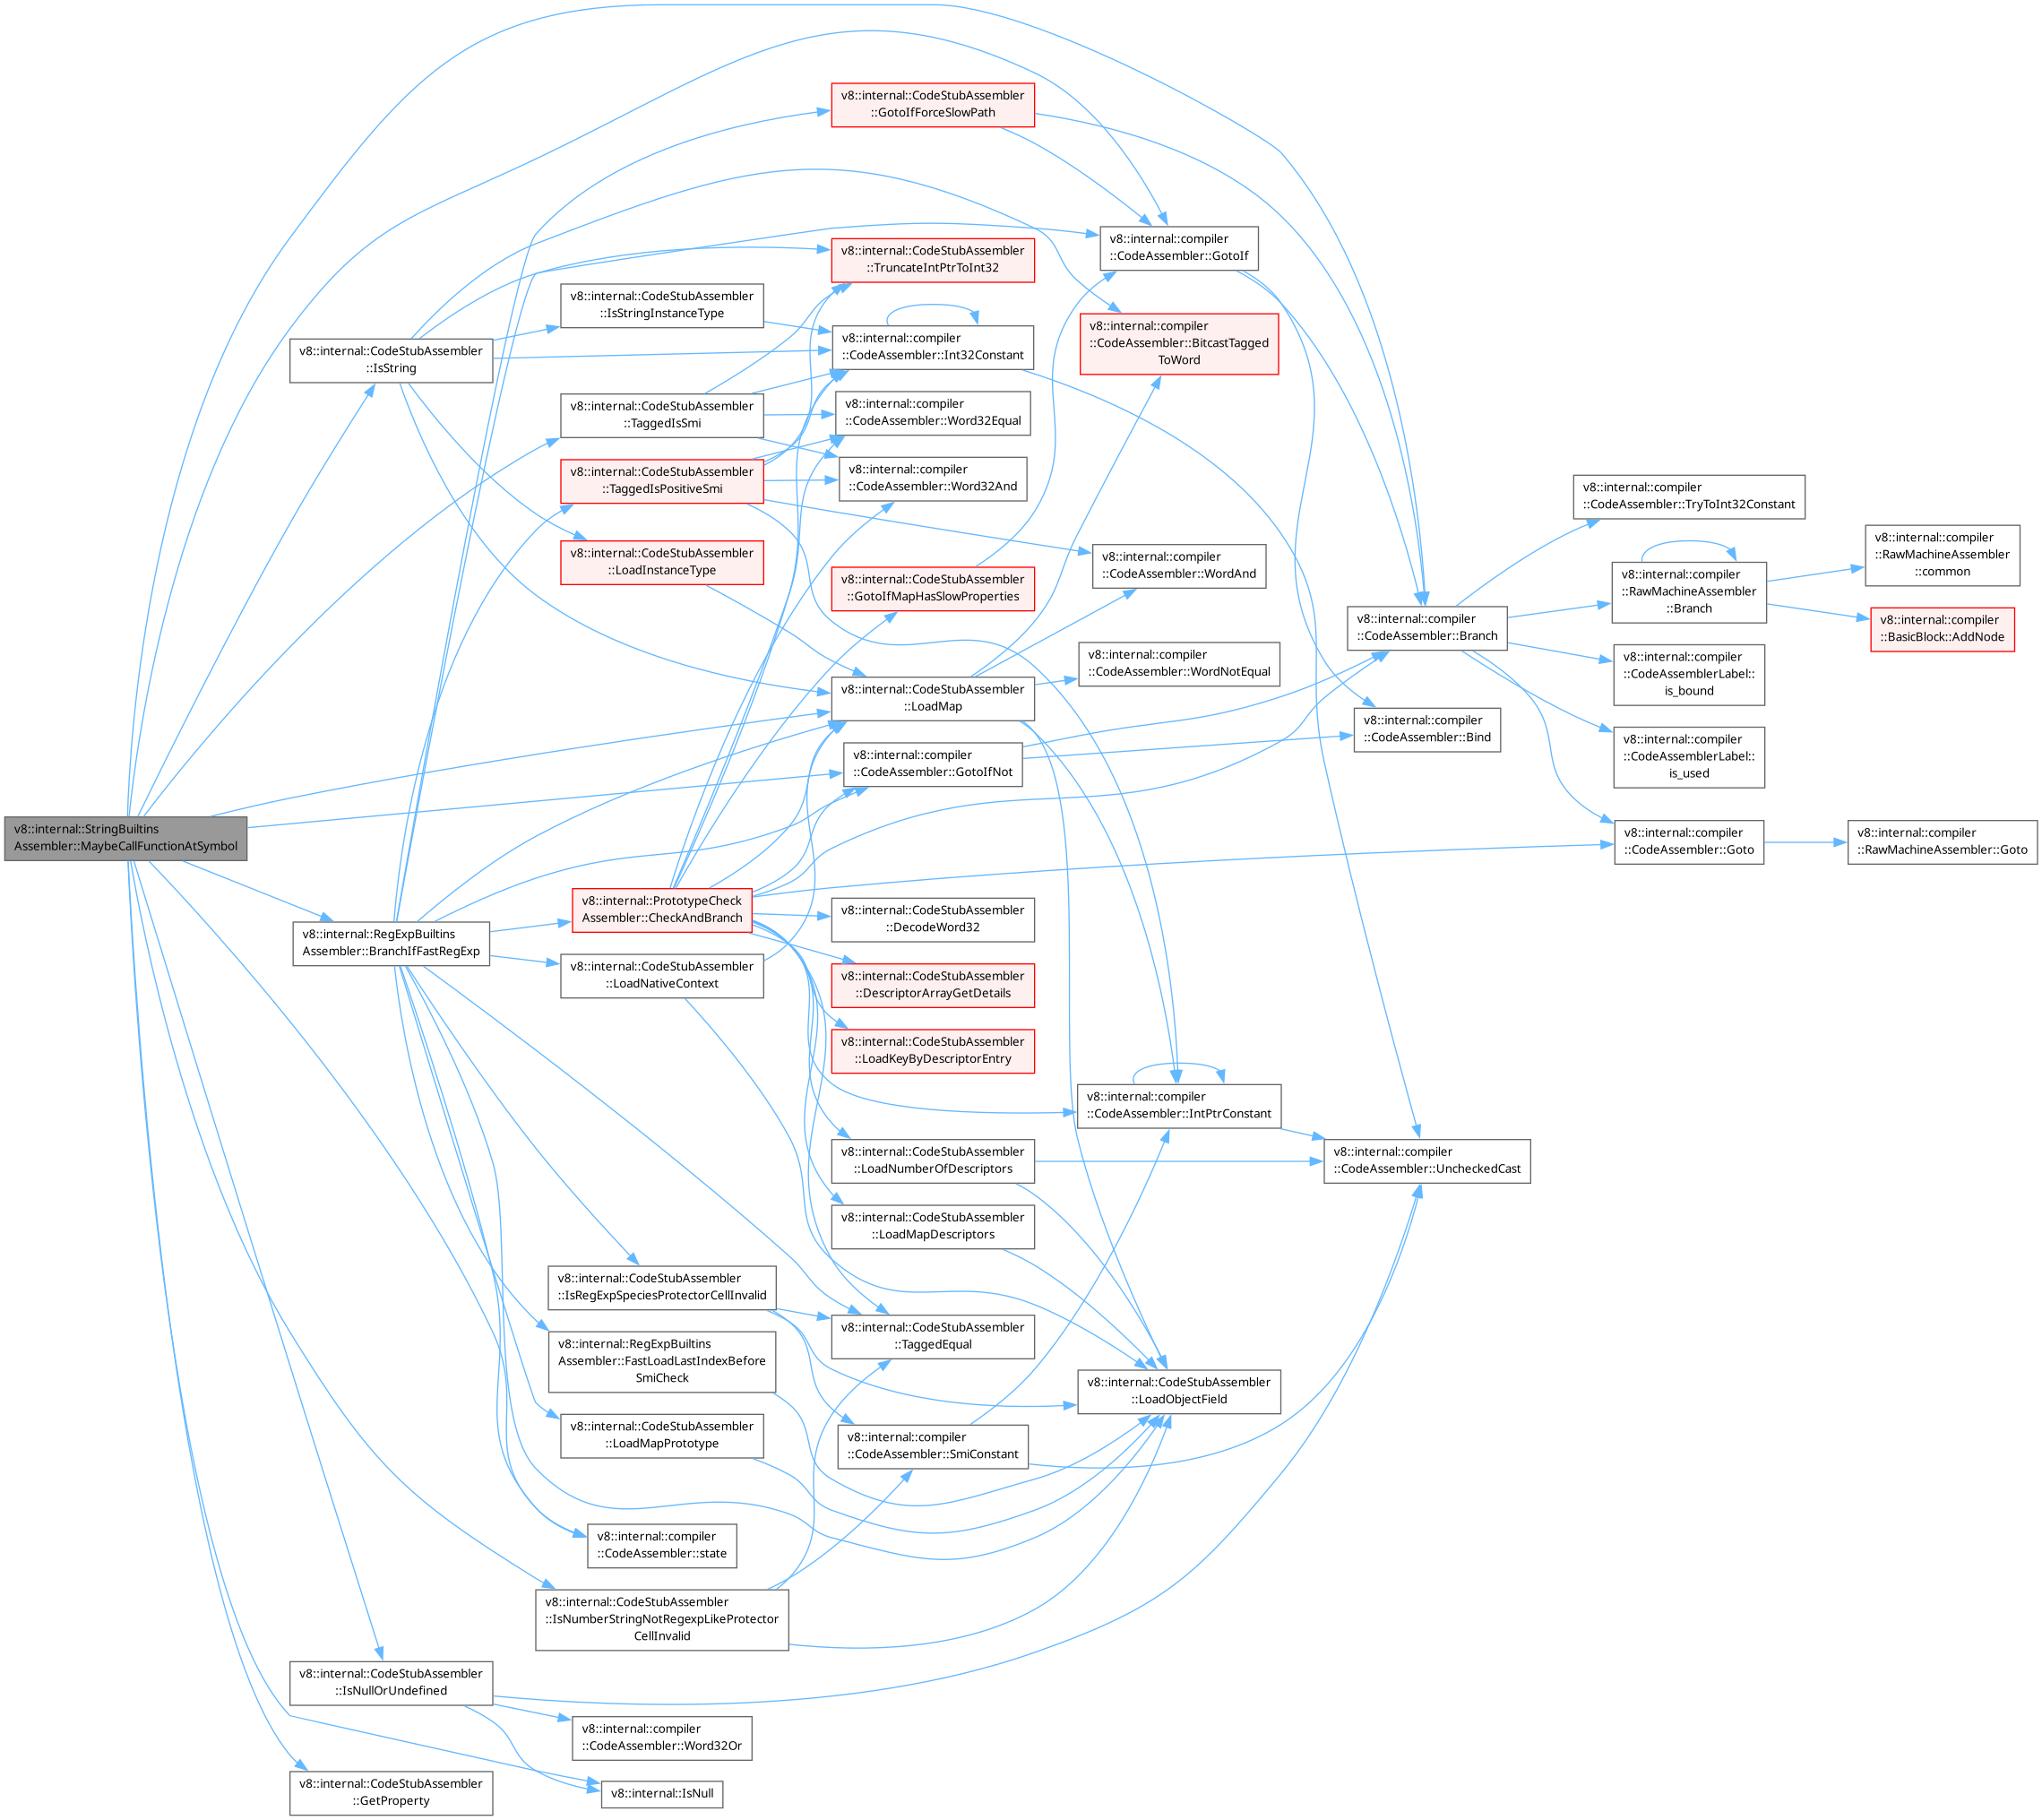 v8::internal::StringBuiltins
Assembler::MaybeCallFunctionAtSymbol
v8::internal::CodeStubAssembler
::IsString
v8::internal::RegExpBuiltins
Assembler::BranchIfFastRegExp
v8::internal::CodeStubAssembler
::IsNullOrUndefined
v8::internal::CodeStubAssembler
::GetProperty
v8::internal::CodeStubAssembler
::IsStringInstanceType
v8::internal::CodeStubAssembler
::TaggedIsSmi
v8::internal::CodeStubAssembler
::TaggedIsPositiveSmi
v8::internal::CodeStubAssembler
::LoadInstanceType
v8::internal::PrototypeCheck
Assembler::CheckAndBranch
v8::internal::CodeStubAssembler
::LoadNativeContext
v8::internal::CodeStubAssembler
::IsRegExpSpeciesProtectorCellInvalid
v8::internal::RegExpBuiltins
Assembler::FastLoadLastIndexBefore
SmiCheck
v8::internal::CodeStubAssembler
::LoadMapPrototype
v8::internal::compiler
::CodeAssembler::state
v8::internal::CodeStubAssembler
::IsNumberStringNotRegexpLikeProtector
CellInvalid
v8::internal::compiler
::CodeAssembler::Word32Or
v8::internal::IsNull
v8::internal::CodeStubAssembler
::GotoIfForceSlowPath
v8::internal::CodeStubAssembler
::TruncateIntPtrToInt32
v8::internal::compiler
::CodeAssembler::Int32Constant
v8::internal::compiler
::CodeAssembler::Word32Equal
v8::internal::compiler
::CodeAssembler::Word32And
v8::internal::CodeStubAssembler
::GotoIfMapHasSlowProperties
v8::internal::CodeStubAssembler
::LoadMap
v8::internal::compiler
::CodeAssembler::GotoIfNot
v8::internal::CodeStubAssembler
::DecodeWord32
v8::internal::CodeStubAssembler
::DescriptorArrayGetDetails
v8::internal::CodeStubAssembler
::LoadKeyByDescriptorEntry
v8::internal::CodeStubAssembler
::LoadNumberOfDescriptors
v8::internal::CodeStubAssembler
::LoadMapDescriptors
v8::internal::CodeStubAssembler
::TaggedEqual
v8::internal::compiler
::CodeAssembler::SmiConstant
v8::internal::compiler
::CodeAssembler::GotoIf
v8::internal::compiler
::CodeAssembler::BitcastTagged
ToWord
v8::internal::compiler
::CodeAssembler::WordAnd
v8::internal::compiler
::CodeAssembler::WordNotEqual
v8::internal::compiler
::CodeAssembler::IntPtrConstant
v8::internal::CodeStubAssembler
::LoadObjectField
v8::internal::compiler
::CodeAssembler::Branch
v8::internal::compiler
::CodeAssembler::Bind
v8::internal::compiler
::CodeAssembler::UncheckedCast
v8::internal::compiler
::CodeAssembler::TryToInt32Constant
v8::internal::compiler
::RawMachineAssembler
::Branch
v8::internal::compiler
::CodeAssemblerLabel::
is_bound
v8::internal::compiler
::CodeAssemblerLabel::
is_used
v8::internal::compiler
::CodeAssembler::Goto
v8::internal::compiler
::RawMachineAssembler
::common
v8::internal::compiler
::BasicBlock::AddNode
v8::internal::compiler
::RawMachineAssembler::Goto